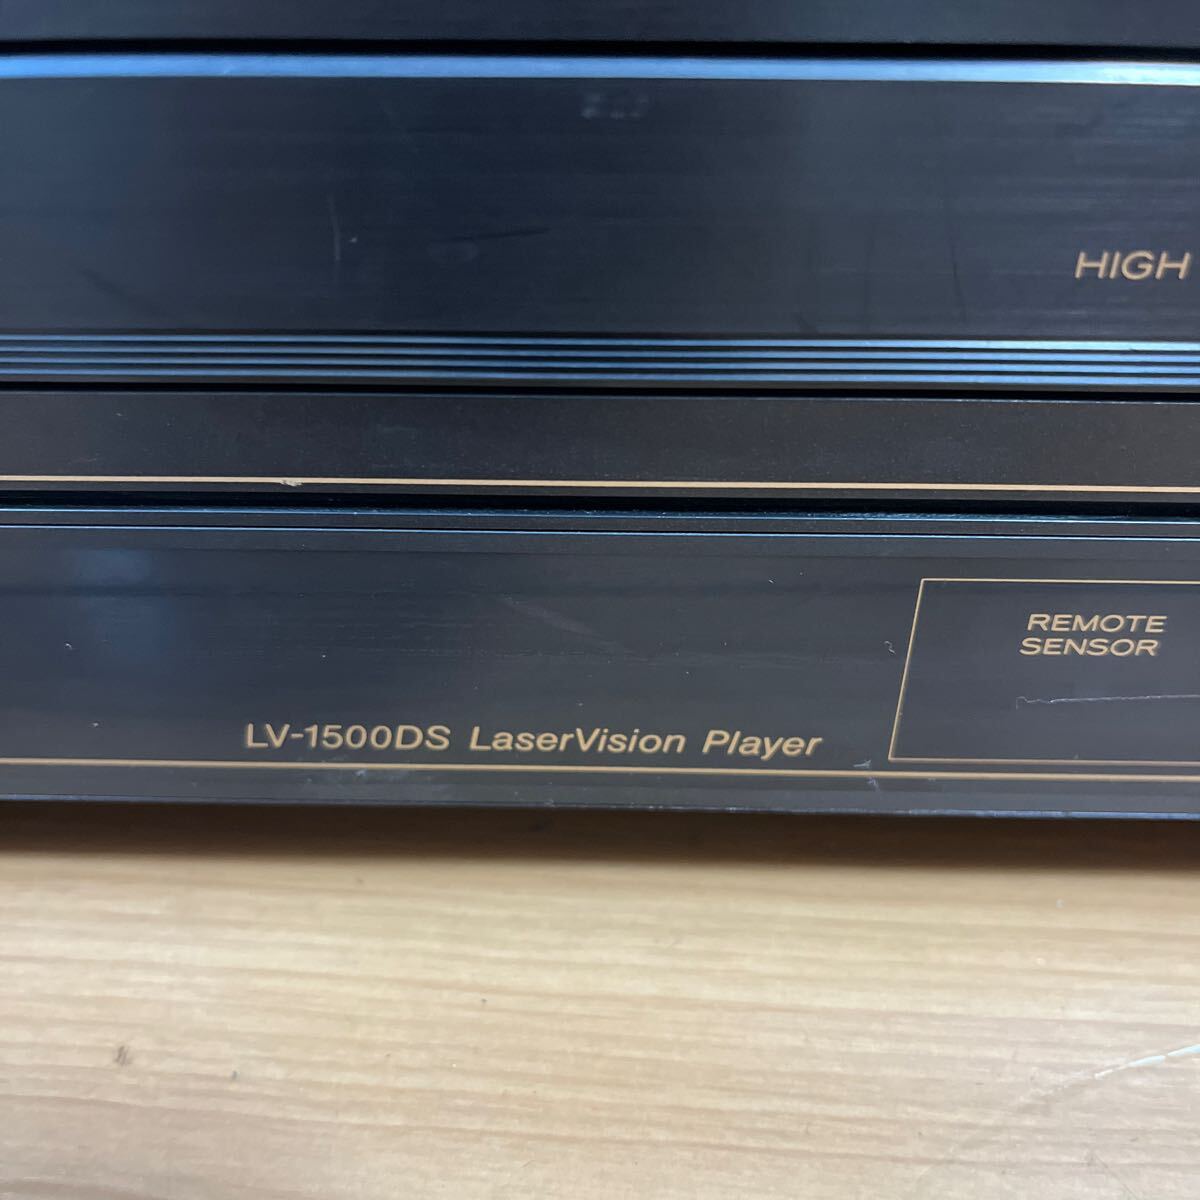 HIGH
REMOTE
SENSOR
LV-1500DS LaserVision Player